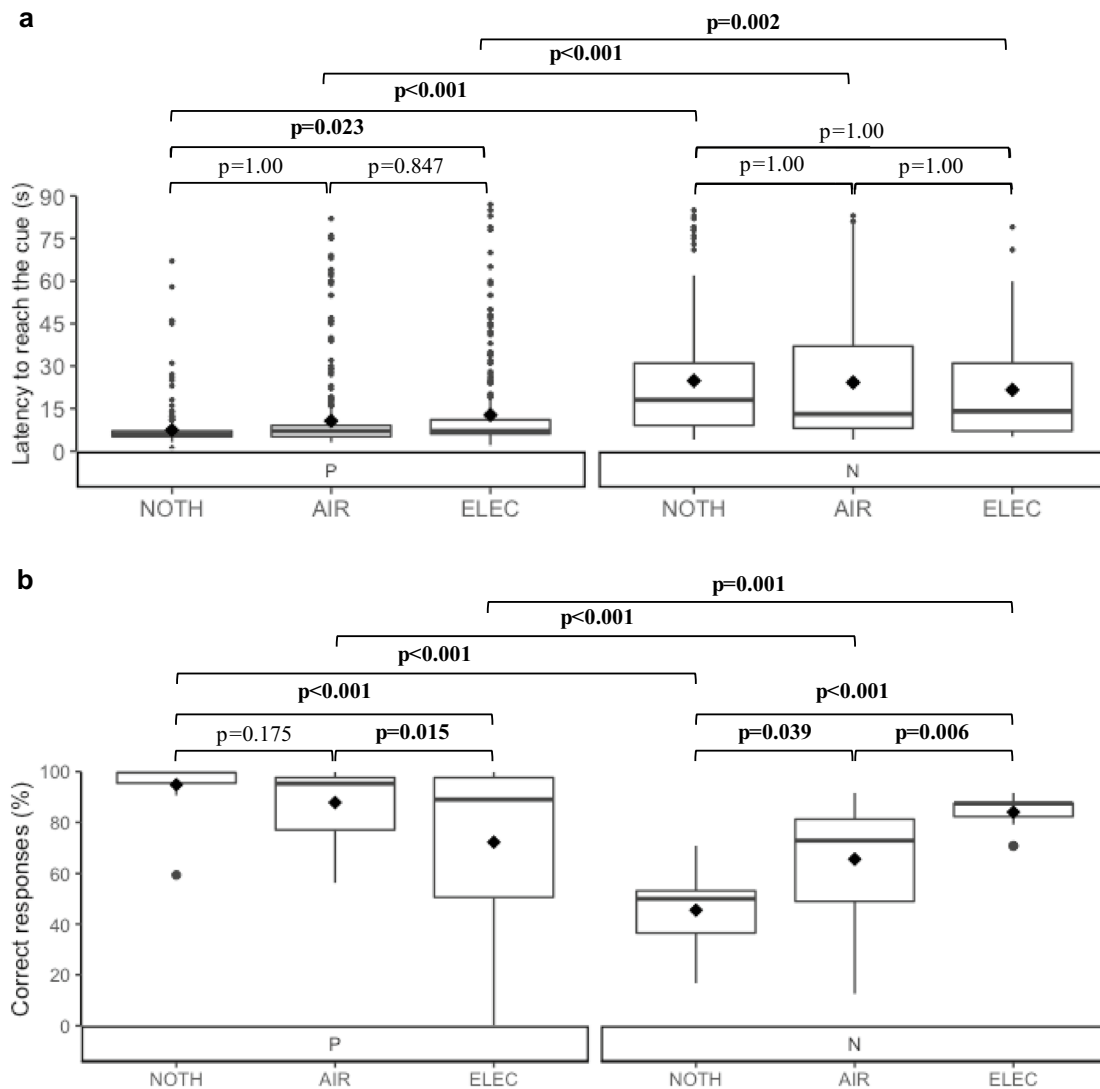 a
p=0.002
p<0.001
p<0.001
p=0.023
p=1.00
p=1.00
p=0.847
p=1.00
p=1.00
Latency to reach the cue (s)
90
75
60
45
30
15
0
P
N
NOTH
AIR
ELEC
NOTH
AIR
ELEC
b
p=0.001
p<0.001
p<0.001
p<0.001
p<0.001
p=0.175
p=0.015
p=0.039
p=0.006
Correct responses (%)
100
80
60
40
20
0
P
N
NOTH
AIR
ELEC
NOTH
AIR
ELEC